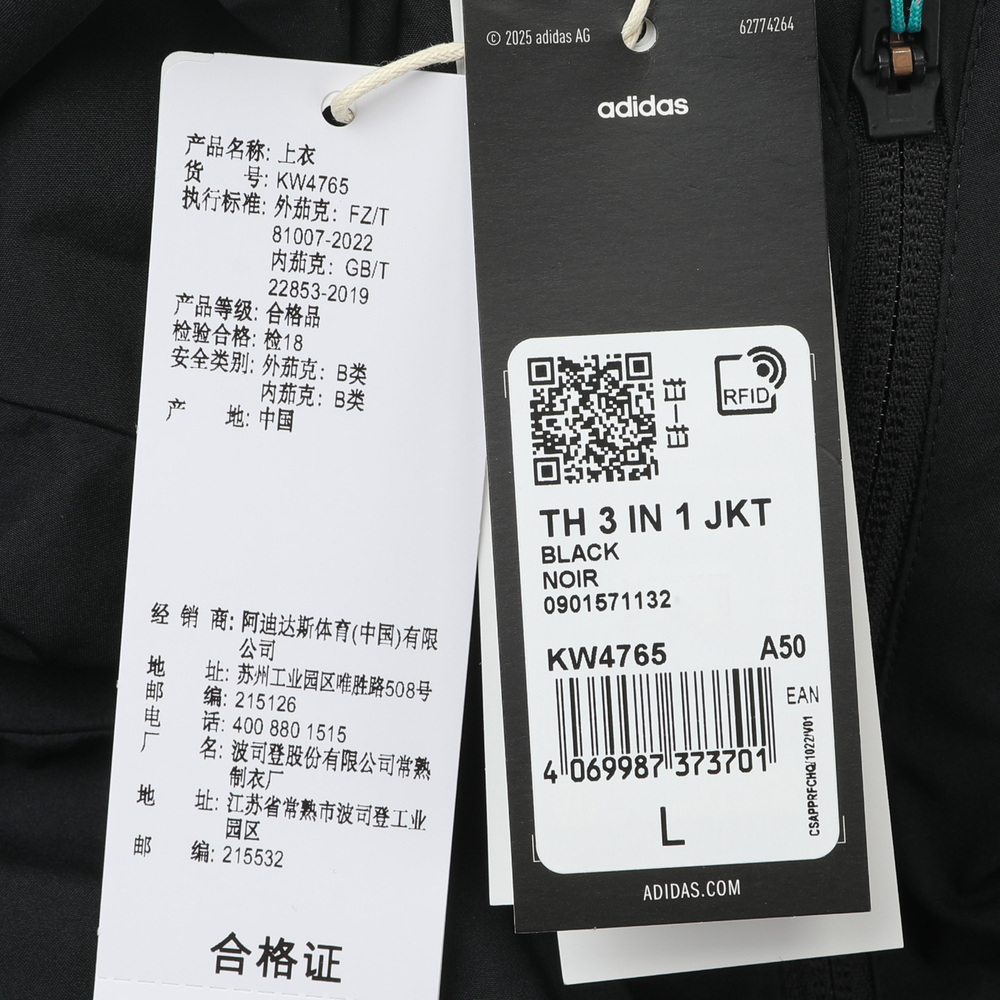 产品名称: 上衣
货 号: KW4765
执行标准: 外茄克: FZ/T
81007-2022
内茄克: GB/T
22853-2019
产品等级: 合格品
检验合格: 检18
安全类别: 外茄克: B类
内茄克: B类
产 地: 中国
经 销 商: 阿迪达斯体育(中国)有限
公司
地 址: 苏州工业园区唯胜路508号
邮 编: 215126
电 话: 400 880 1515
厂 名: 波司登股份有限公司常熟
制衣厂
地 址: 江苏省常熟市波司登工业
园区
邮 编: 215532
合格证
© 2025 adidas AG
62774264
adidas
扫一扫
RFID
TH 3 IN 1 JKT
BLACK
NOIR
0901571132
KW4765 A50
EAN
4 069987 373701
CSAPPRFCHQ/1022/V01
L
ADIDAS.COM